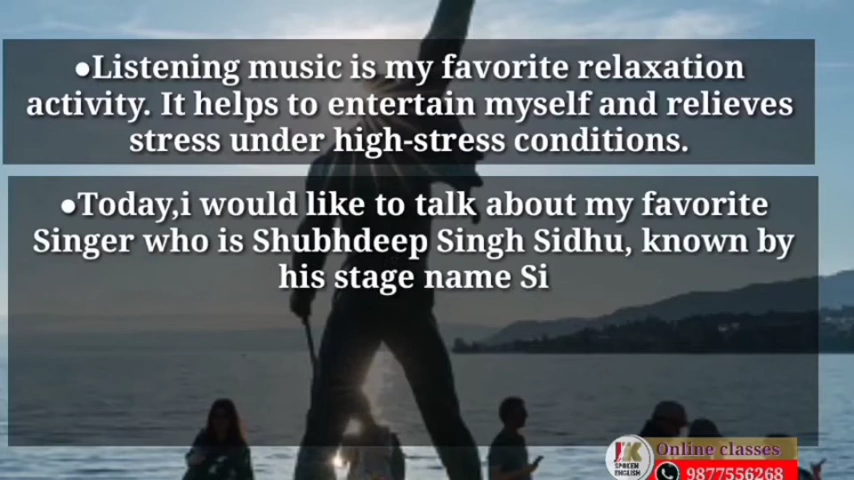 ●Listening music is my favorite relaxation
activity. It helps to entertain myself and relieves
stress under high-stress conditions.
●Today,i would like to talk about my favorite
Singer who is Shubhdeep Singh Sidhu, known by
his stage name Si
JK
SPOKEN
ENGLISH
Online classes
9877556268